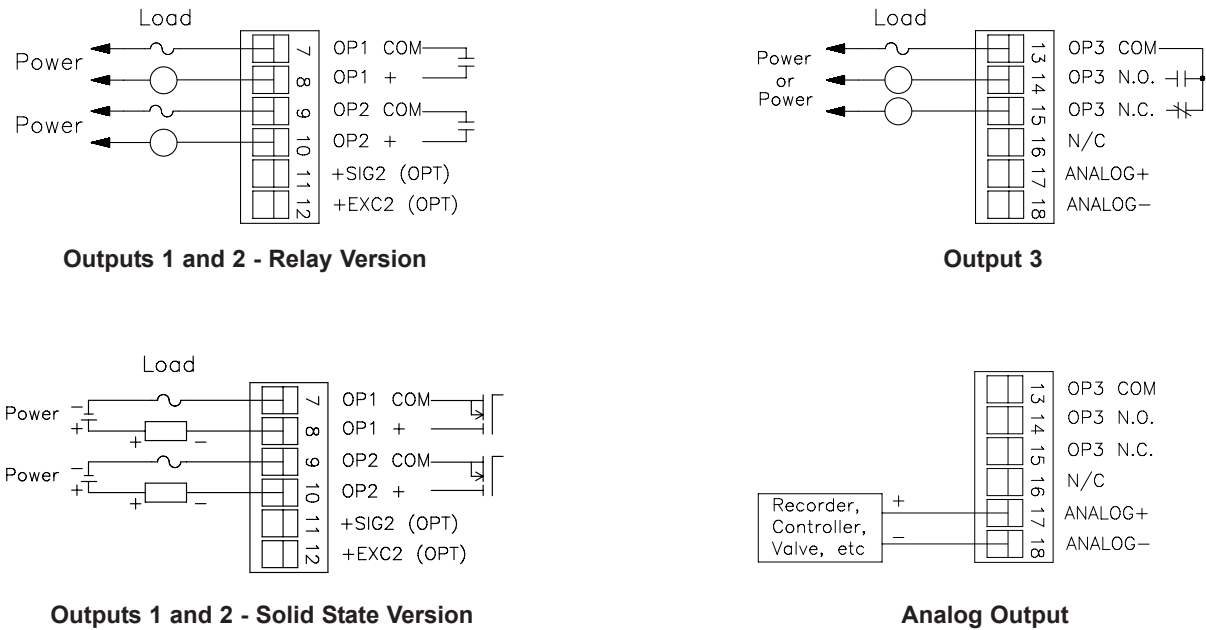 Load
Power
Power
7 OP1 COM
8 OP1 +
9 OP2 COM
10 OP2 +
11 +SIG2 (OPT)
12 +EXC2 (OPT)
Outputs 1 and 2 - Relay Version
Load
Power
or
Power
13 OP3 COM
14 OP3 N.O.
15 OP3 N.C.
16 N/C
17 ANALOG+
18 ANALOG−
Output 3
Load
Power − +
Power − +
+ −
+ −
7 OP1 COM
8 OP1 +
9 OP2 COM
10 OP2 +
11 +SIG2 (OPT)
12 +EXC2 (OPT)
Outputs 1 and 2 - Solid State Version
Recorder,
Controller,
Valve, etc
+
−
13 OP3 COM
14 OP3 N.O.
15 OP3 N.C.
16 N/C
17 ANALOG+
18 ANALOG−
Analog Output